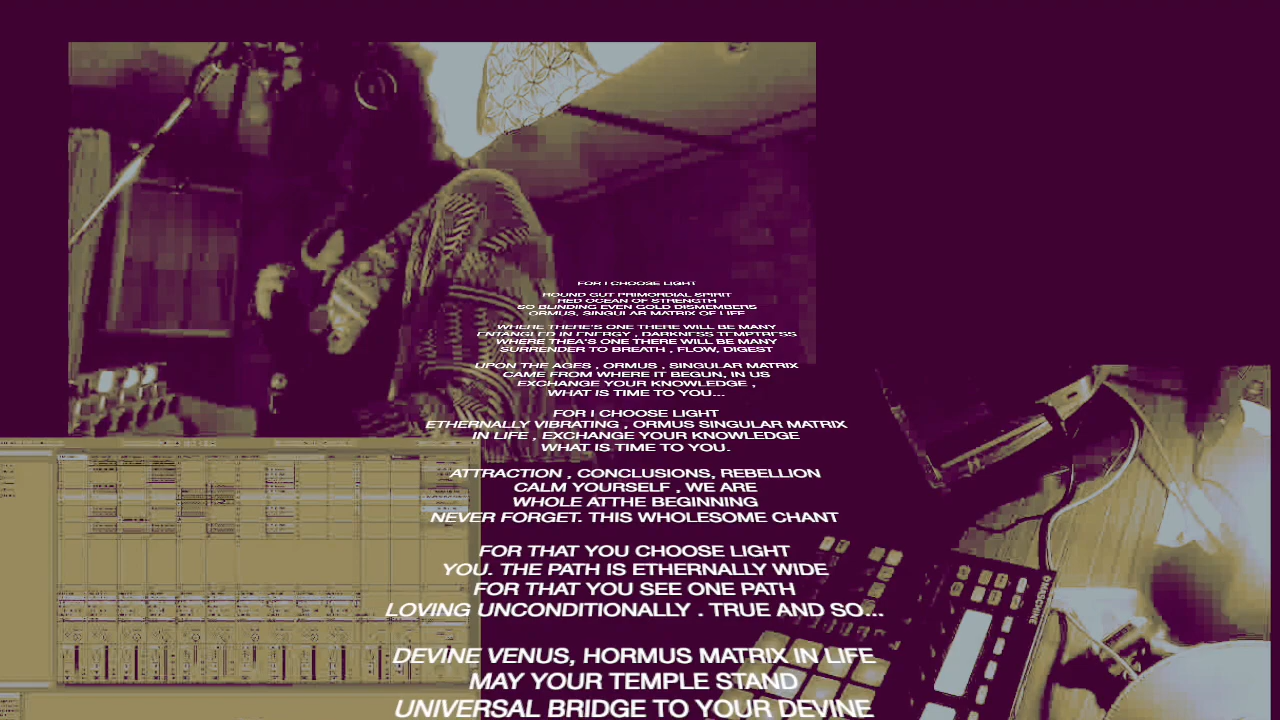 FOR I CHOOSE LIGHT
ROUND GUT PRIMORDIAL SPIRIT
RED OCEAN OF STRENGTH
SO BLINDING EVEN GOLD DISMEMBERS
ORMUS, SINGULAR MATRIX OF LIFE
WHERE THERE'S ONE THERE WILL BE MANY
ENTANGLED IN ENERGY , DARKNESS TEMPTRESS
WHERE THEA'S ONE THERE WILL BE MANY
SURRENDER TO BREATH , FLOW, DIGEST
UPON THE AGES , ORMUS , SINGULAR MATRIX
CAME FROM WHERE IT BEGUN, IN US
EXCHANGE YOUR KNOWLEDGE ,
WHAT IS TIME TO YOU...
FOR I CHOOSE LIGHT
ETHERNALLY VIBRATING , ORMUS SINGULAR MATRIX
IN LIFE , EXCHANGE YOUR KNOWLEDGE
WHAT IS TIME TO YOU.
ATTRACTION , CONCLUSIONS, REBELLION
CALM YOURSELF , WE ARE
WHOLE ATTHE BEGINNING
NEVER FORGET. THIS WHOLESOME CHANT
FOR THAT YOU CHOOSE LIGHT
YOU. THE PATH IS ETHERNALLY WIDE
FOR THAT YOU SEE ONE PATH
LOVING UNCONDITIONALLY . TRUE AND SO...
DEVINE VENUS, HORMUS MATRIX IN LIFE
MAY YOUR TEMPLE STAND
UNIVERSAL BRIDGE TO YOUR DEVINE
MASCHINE